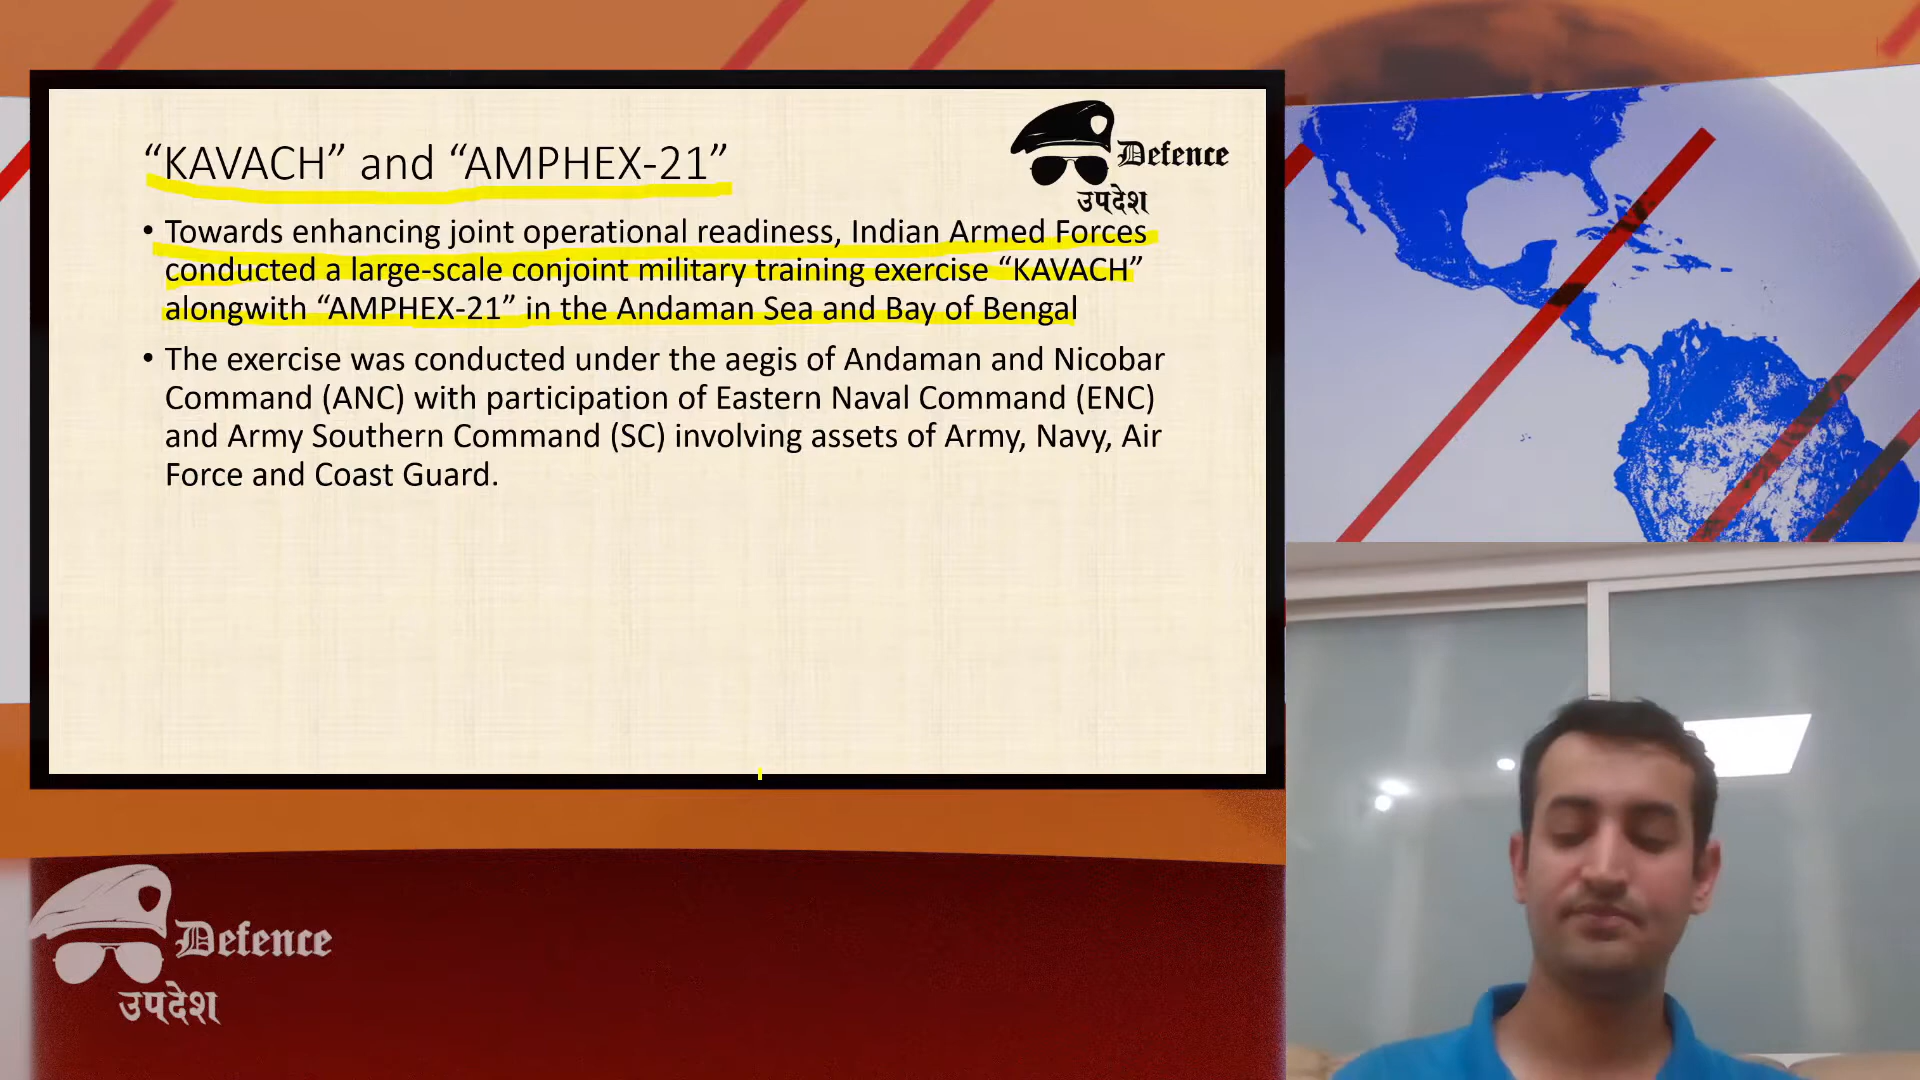 “KAVACH” and “AMPHEX-21”
Defence
उपदेश
• Towards enhancing joint operational readiness, Indian Armed Forces
conducted a large-scale conjoint military training exercise “KAVACH”
alongwith “AMPHEX-21” in the Andaman Sea and Bay of Bengal
• The exercise was conducted under the aegis of Andaman and Nicobar
Command (ANC) with participation of Eastern Naval Command (ENC)
and Army Southern Command (SC) involving assets of Army, Navy, Air
Force and Coast Guard.
Defence
उपदेश